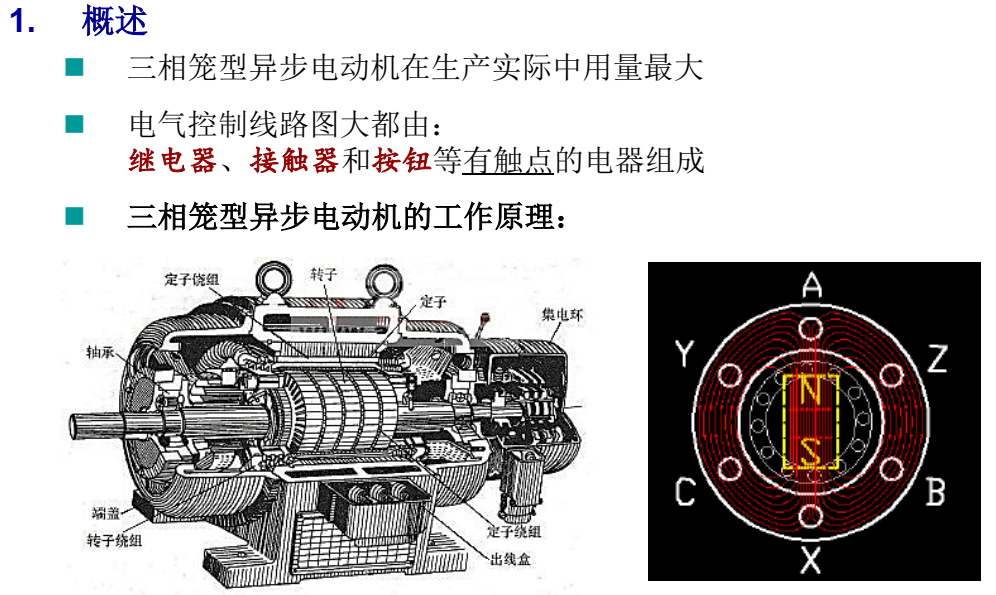 1. 概述
三相笼型异步电动机在生产实际中用量最大
电气控制线路图大都由：
继电器、接触器和按钮等有触点的电器组成
三相笼型异步电动机的工作原理：
定子绕组
转子
定子
集电环
轴承
端盖
转子绕组
定子绕组
出线盒
A
Y
Z
N
S
C
B
X